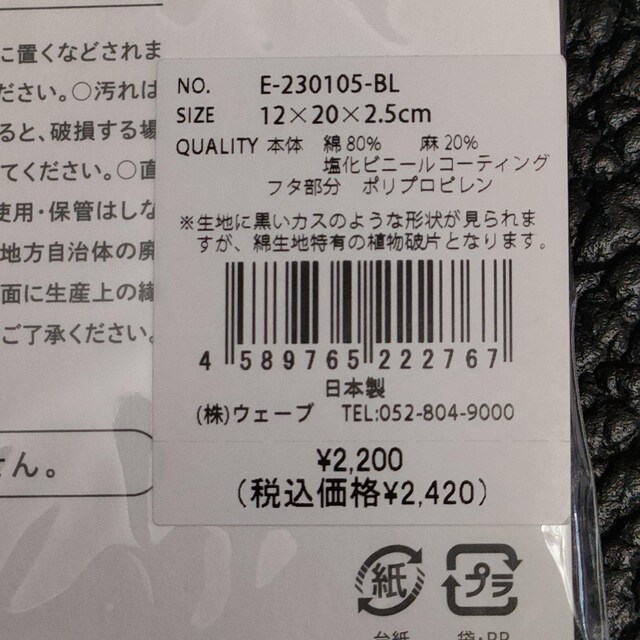 に置くなどされま
ださい。○汚れは
ると、破損する場
てください。○直
使用・保管はしな
地方自治体の廃
面に生産上の線
ご了承ください。
せん。
NO. E-230105-BL
SIZE 12×20×2.5cm
QUALITY 本体 綿80% 麻20%
塩化ビニールコーティング
フタ部分 ポリプロピレン
※生地に黒いカスのような形状が見られま
すが、綿生地特有の植物破片となります。
4 589765 222767
日本製
(株)ウェーブ TEL:052-804-9000
¥2,200
(税込価格¥2,420)
紙 プラ
台紙 袋・PP